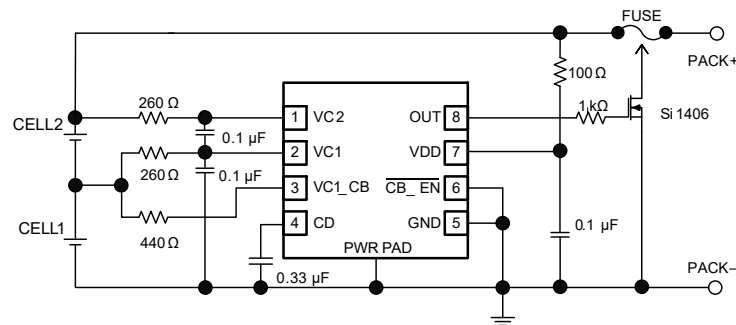 FUSE
PACK+
100 Ω
260 Ω
1 kΩ
Si 1406
1 VC2
OUT 8
CELL2
0.1 µF
2 VC1
VDD 7
260 Ω
0.1 µF
3 VC1_CB
CB_EN 6
CELL1
4 CD
GND 5
0.1 µF
440 Ω
PWR PAD
0.33 µF
PACK–